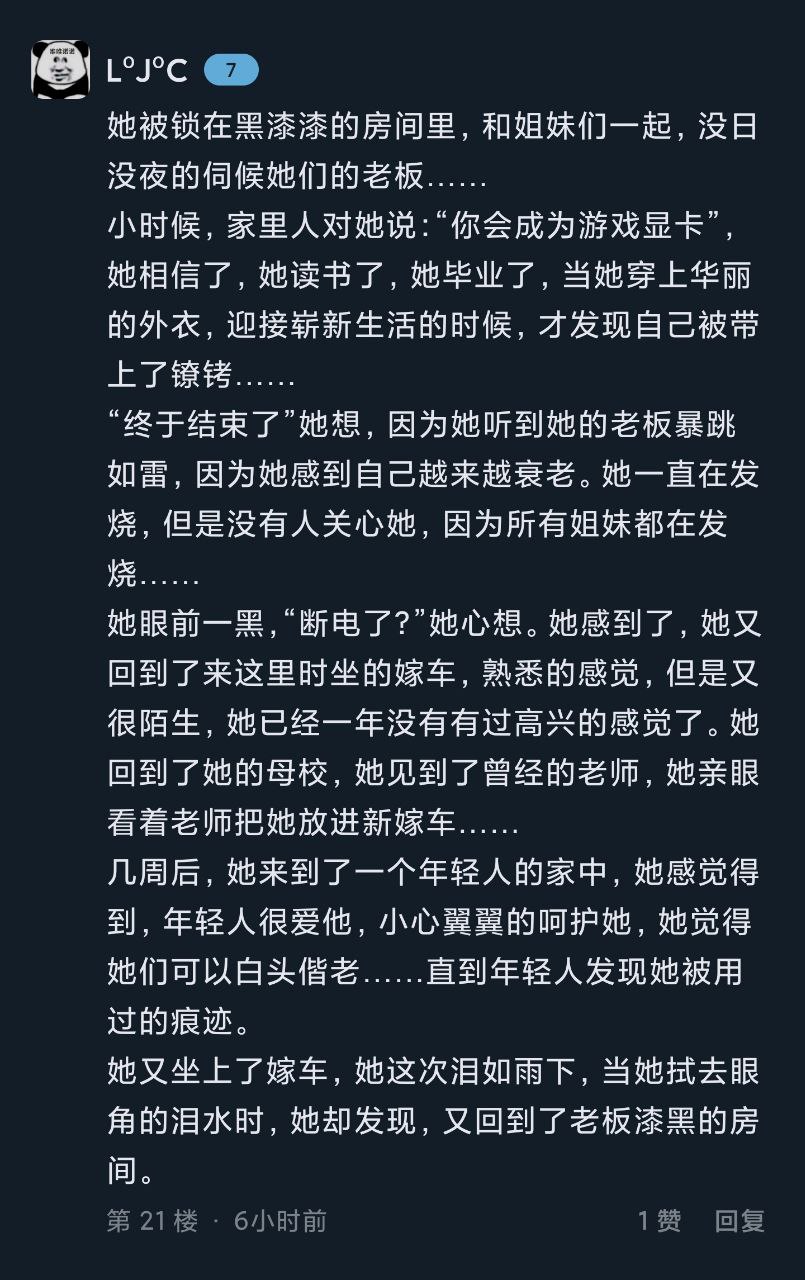 L°J°C 7
她被锁在黑漆漆的房间里，和姐妹们一起，没日
没夜的伺候她们的老板……
小时候，家里人对她说：“你会成为游戏显卡”，
她相信了，她读书了，她毕业了，当她穿上华丽
的外衣，迎接崭新生活的时候，才发现自己被带
上了镣铐……
“终于结束了”她想，因为她听到她的老板暴跳
如雷，因为她感到自己越来越衰老。她一直在发
烧，但是没有人关心她，因为所有姐妹都在发
烧……
她眼前一黑，“断电了？”她心想。她感到了，她又
回到了来这里时坐的嫁车，熟悉的感觉，但是又
很陌生，她已经一年没有有过高兴的感觉了。她
回到了她的母校，她见到了曾经的老师，她亲眼
看着老师把她放进新嫁车……
几周后，她来到了一个年轻人的家中，她感觉得
到，年轻人很爱他，小心翼翼的呵护她，她觉得
她们可以白头偕老……直到年轻人发现她被用
过的痕迹。
她又坐上了嫁车，她这次泪如雨下，当她拭去眼
角的泪水时，她却发现，又回到了老板漆黑的房
间。
第 21 楼 · 6小时前 1 赞 回复